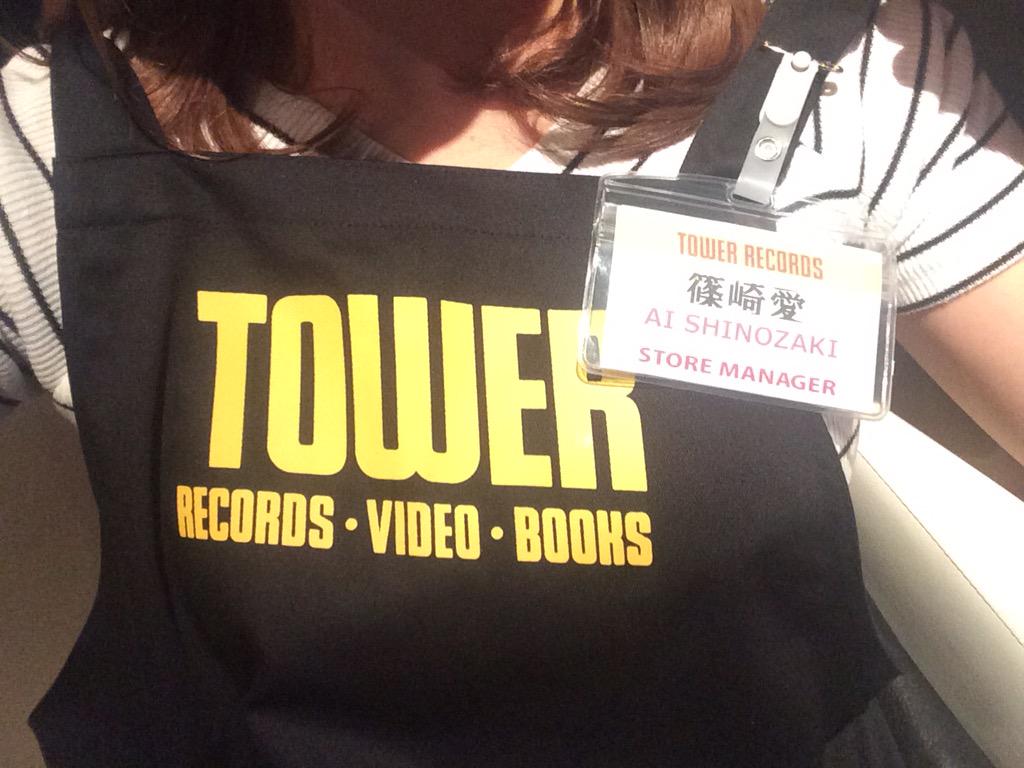 TOWER
RECORDS・VIDEO・BOOKS
TOWER RECORDS
篠崎愛
AI SHINOZAKI
STORE MANAGER